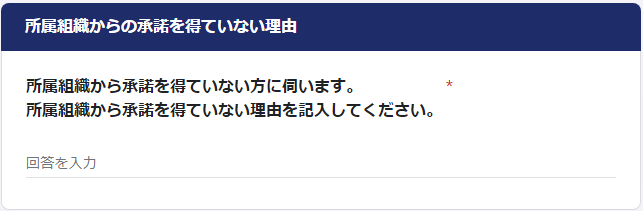 所属組織からの承諾を得ていない理由
所属組織から承諾を得ていない方に伺います。 *
所属組織から承諾を得ていない理由を記入してください。
回答を入力